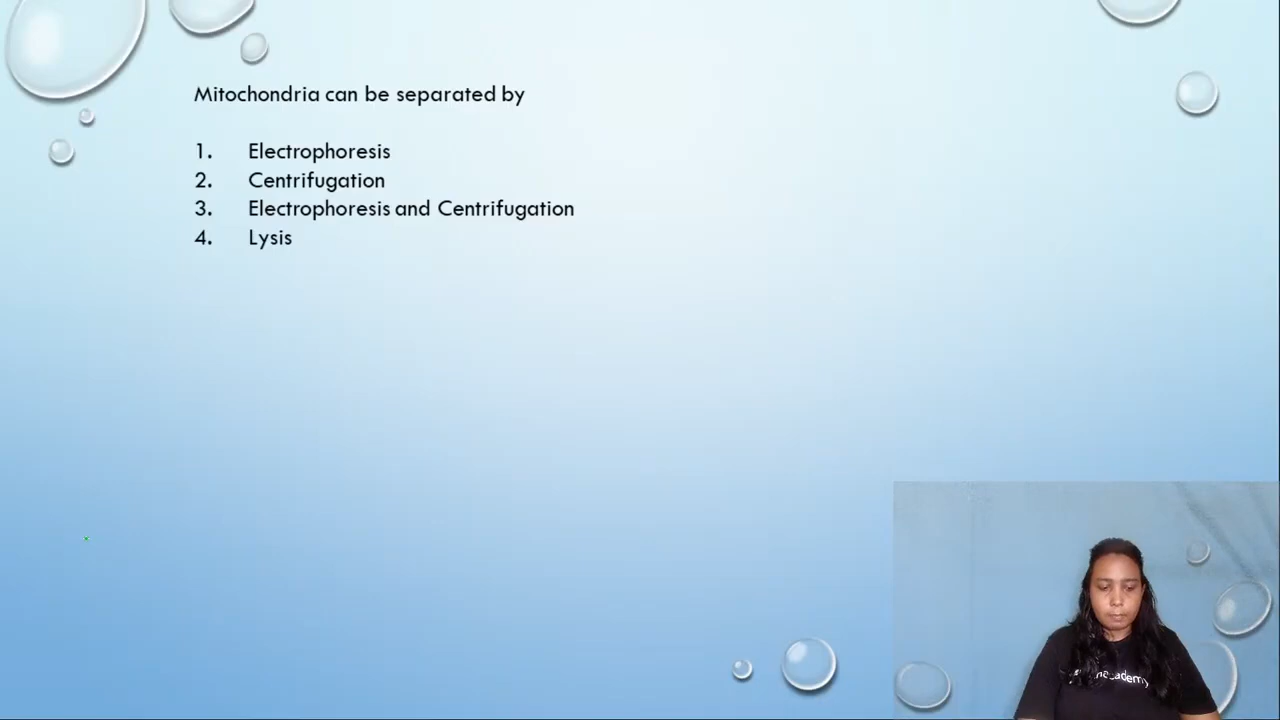 Mitochondria can be separated by
1. Electrophoresis
2. Centrifugation
3. Electrophoresis and Centrifugation
4. Lysis